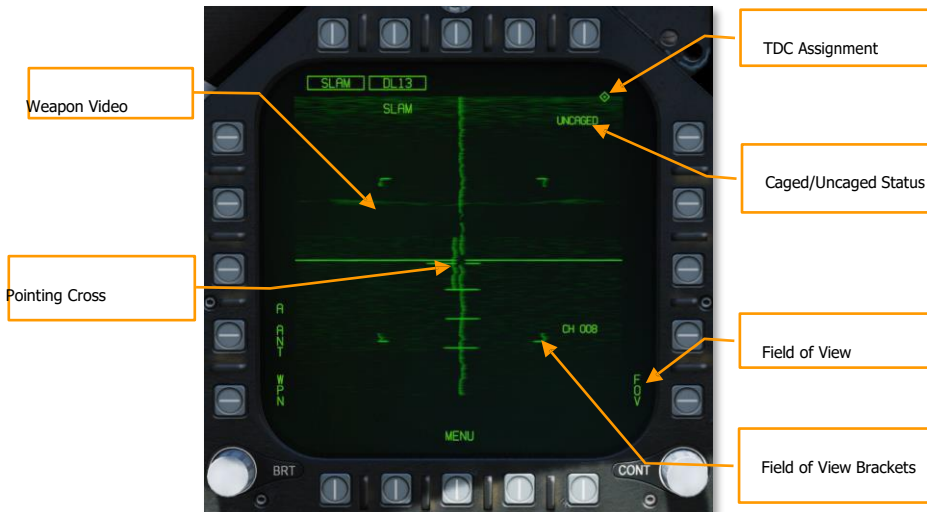 TDC Assignment
SLAM DL13
SLAM
Weapon Video
UNCAGED
Caged/Uncaged Status
Pointing Cross
A
ANT
CH 008
Field of View
WPN
FOV
MENU
Field of View Brackets
BRT
CONT